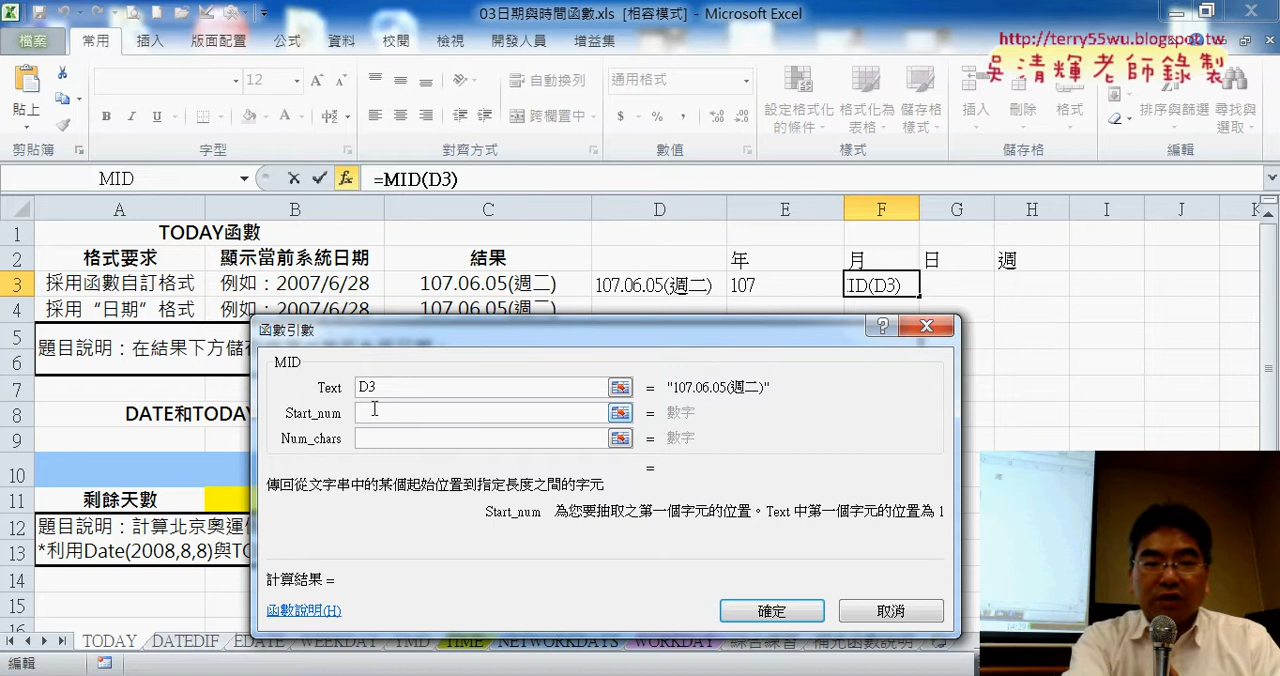 03日期與時間函數.xls [相容模式] - Microsoft Excel
檔案 常用 插入 版面配置 公式 資料 校閱 檢視 開發人員 增益集
http://terry55wu.blogspot.tw
吳清輝老師錄製
貼上
12
自動換列
跨欄置中
通用格式
設定格式化的條件
格式化為表格
儲存格樣式
插入 刪除 格式
排序與篩選 尋找與選取
剪貼簿 字型 對齊方式 數值 樣式 儲存格 編輯
MID =MID(D3)
A B C D E F G H I J K
1 TODAY函數
2 格式要求 顯示當前系統日期 結果 年 月 日 週
3 採用函數自訂格式 例如：2007/6/28 107.06.05(週二) 107.06.05(週二) 107 ID(D3)
4 採用“日期”格式 例如：2007/6/28 107.06.05(週二)
5 題目說明：在結果下方儲存
6
7
8 DATE和TODAY
9
10
11 剩餘天數
12 題目說明：計算北京奧運
13 *利用Date(2008,8,8)與TO
14
15
函數引數
MID
Text D3 = "107.06.05(週二)"
Start_num = 數字
Num_chars = 數字
=
傳回在文字串中的某個起始位置到指定長度之間的字元
Start_num 為您要抽取之第一個字元的位置。Text 中第一個字元的位置為 1
計算結果 =
函數說明(H) 確定 取消
TODAY DATEDIF EDATE WEEKDAY YMD TIME NETWORKDAYS WORKDAY 綜合練習 補充函數說明
編輯